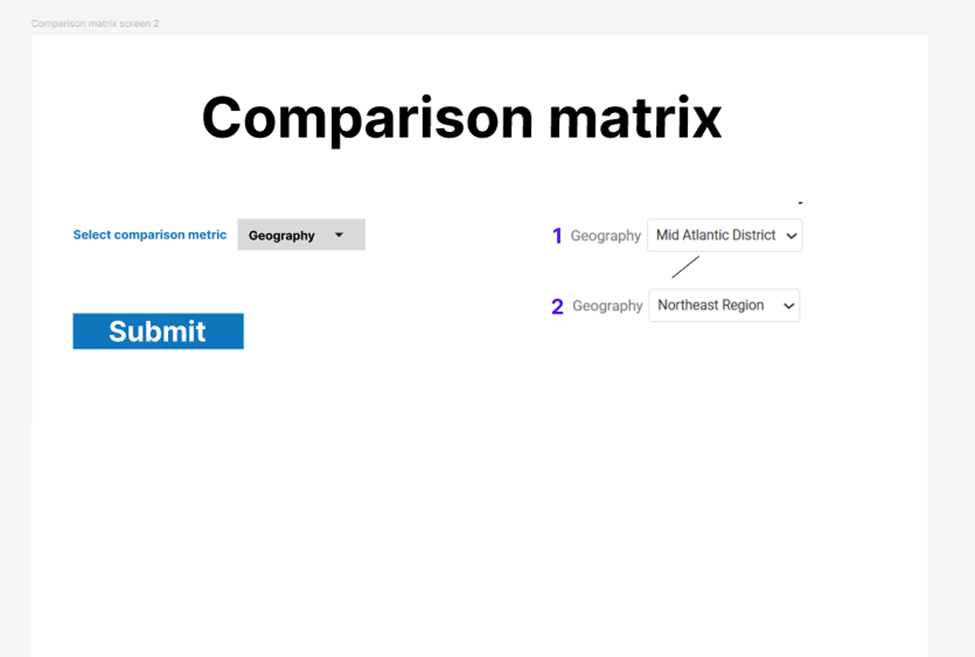 Comparison matrix screen 2
Comparison matrix
Select comparison metric Geography
1 Geography Mid Atlantic District
2 Geography Northeast Region
Submit